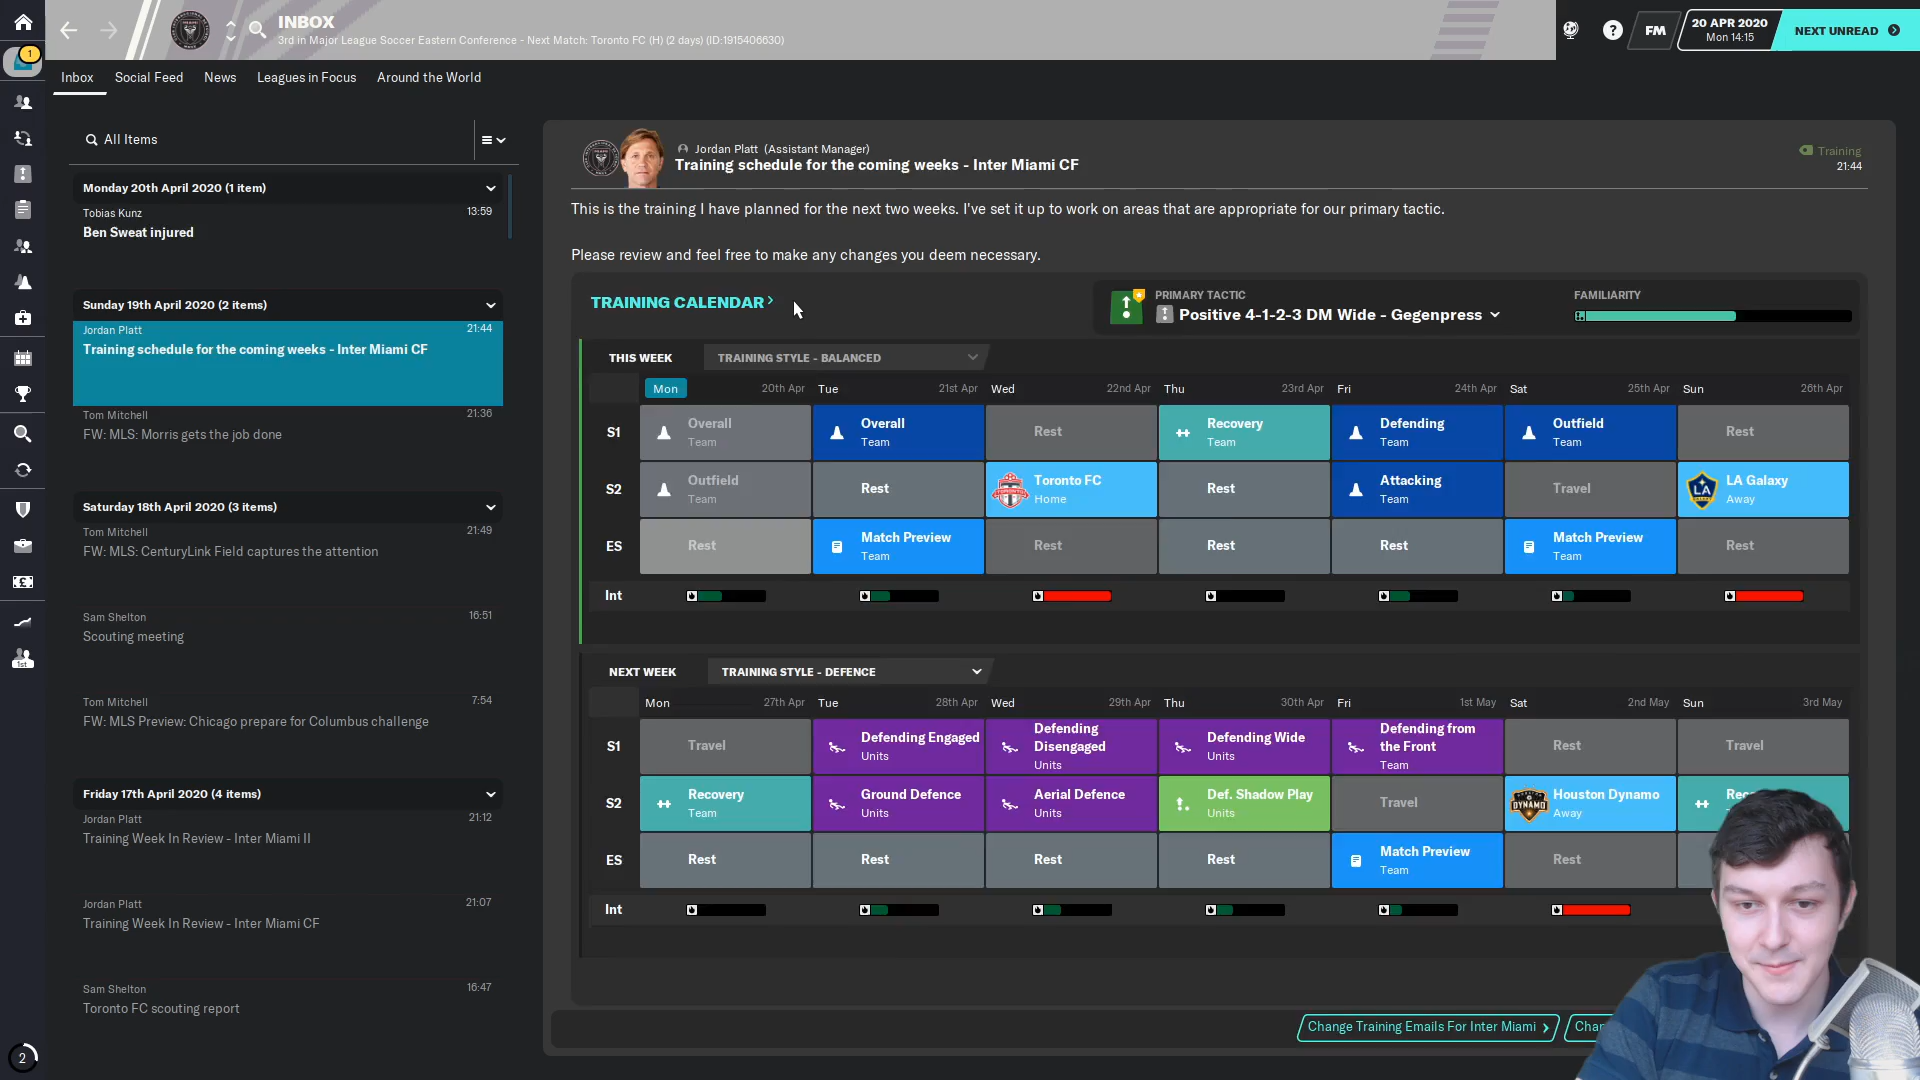 INBOX
3rd in Major League Soccer Eastern Conference - Next Match: Toronto FC (H) (2 days) (ID:1915406630)
FM
20 APR 2020
Mon 14:15
NEXT UNREAD
1
Inbox
Social Feed
News
Leagues in Focus
Around the World
All Items
Monday 20th April 2020 (1 item)
Tobias Kunz
13:59
Ben Sweat injured
Sunday 19th April 2020 (2 items)
Jordan Platt
21:44
Training schedule for the coming weeks - Inter Miami CF
Tom Mitchell
21:36
FW: MLS: Morris gets the job done
Saturday 18th April 2020 (3 items)
Tom Mitchell
21:49
FW: MLS: CenturyLink Field captures the attention
Sam Shelton
16:51
Scouting meeting
Tom Mitchell
7:54
FW: MLS Preview: Chicago prepare for Columbus challenge
Friday 17th April 2020 (4 items)
Jordan Platt
21:12
Training Week In Review - Inter Miami II
Jordan Platt
21:07
Training Week In Review - Inter Miami CF
Sam Shelton
16:47
Toronto FC scouting report
1st
2
Jordan Platt (Assistant Manager)
Training schedule for the coming weeks - Inter Miami CF
Training
21:44
This is the training I have planned for the next two weeks. I've set it up to work on areas that are appropriate for our primary tactic.
Please review and feel free to make any changes you deem necessary.
TRAINING CALENDAR
PRIMARY TACTIC
Positive 4-1-2-3 DM Wide - Gegenpress
FAMILIARITY
THIS WEEK
TRAINING STYLE - BALANCED
Mon 20th Apr Tue 21st Apr Wed 22nd Apr Thu 23rd Apr Fri 24th Apr Sat 25th Apr Sun 26th Apr
S1
Overall
Team
Overall
Team
Rest
Recovery
Team
Defending
Team
Outfield
Team
Rest
S2
Outfield
Team
Rest
Toronto FC
Home
Rest
Attacking
Team
Travel
LA Galaxy
Away
ES
Rest
Match Preview
Team
Rest
Rest
Rest
Match Preview
Team
Rest
Int
NEXT WEEK
TRAINING STYLE - DEFENCE
Mon 27th Apr Tue 28th Apr Wed 29th Apr Thu 30th Apr Fri 1st May Sat 2nd May Sun 3rd May
S1
Travel
Defending Engaged
Units
Defending
Disengaged
Units
Defending Wide
Units
Defending from
the Front
Team
Rest
Travel
S2
Recovery
Team
Ground Defence
Units
Aerial Defence
Units
Def. Shadow Play
Units
Travel
Houston Dynamo
Away
ES
Rest
Rest
Rest
Rest
Match Preview
Team
Rest
Int
Change Training Emails For Inter Miami